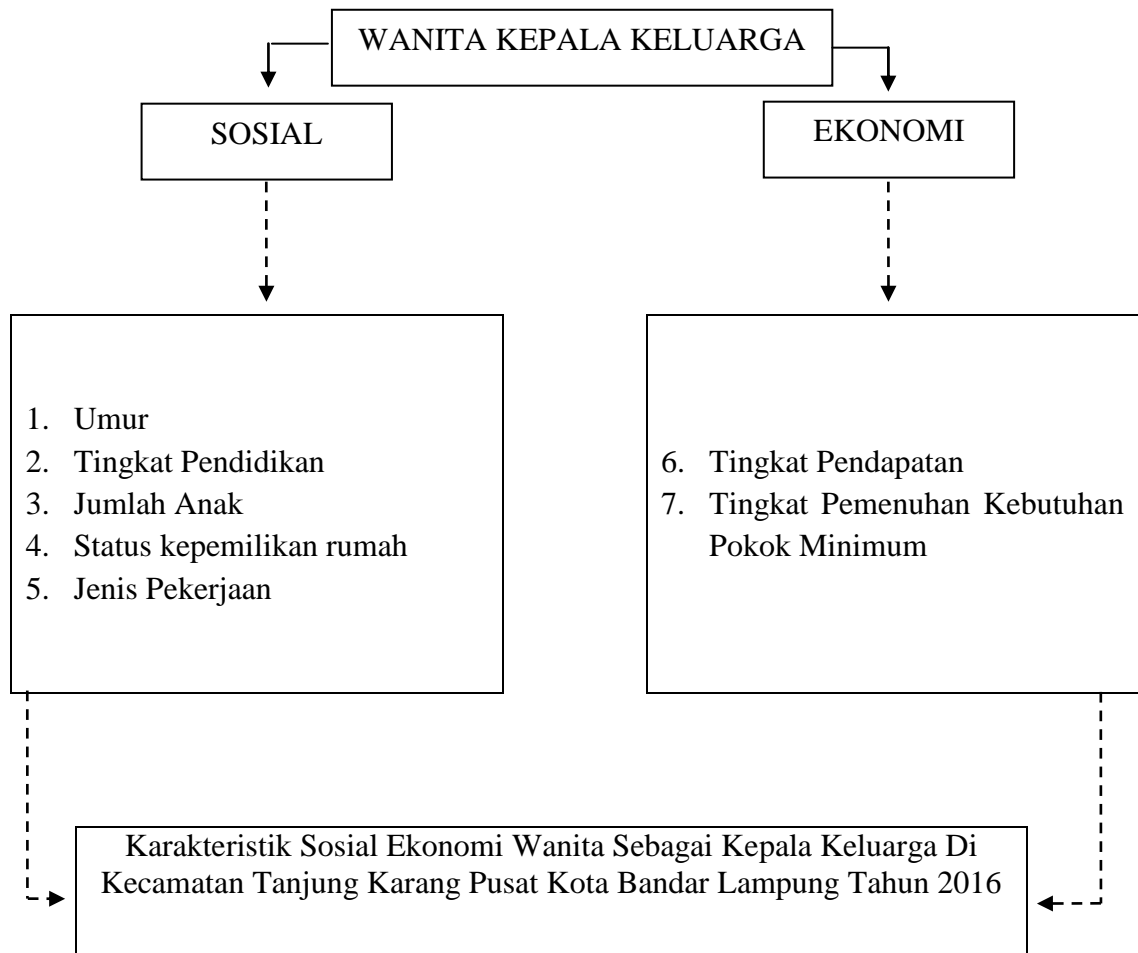 WANITA KEPALA KELUARGA
SOSIAL
EKONOMI
1. Umur
2. Tingkat Pendidikan
3. Jumlah Anak
4. Status kepemilikan rumah
5. Jenis Pekerjaan
6. Tingkat Pendapatan
7. Tingkat Pemenuhan Kebutuhan
Pokok Minimum
Karakteristik Sosial Ekonomi Wanita Sebagai Kepala Keluarga Di
Kecamatan Tanjung Karang Pusat Kota Bandar Lampung Tahun 2016